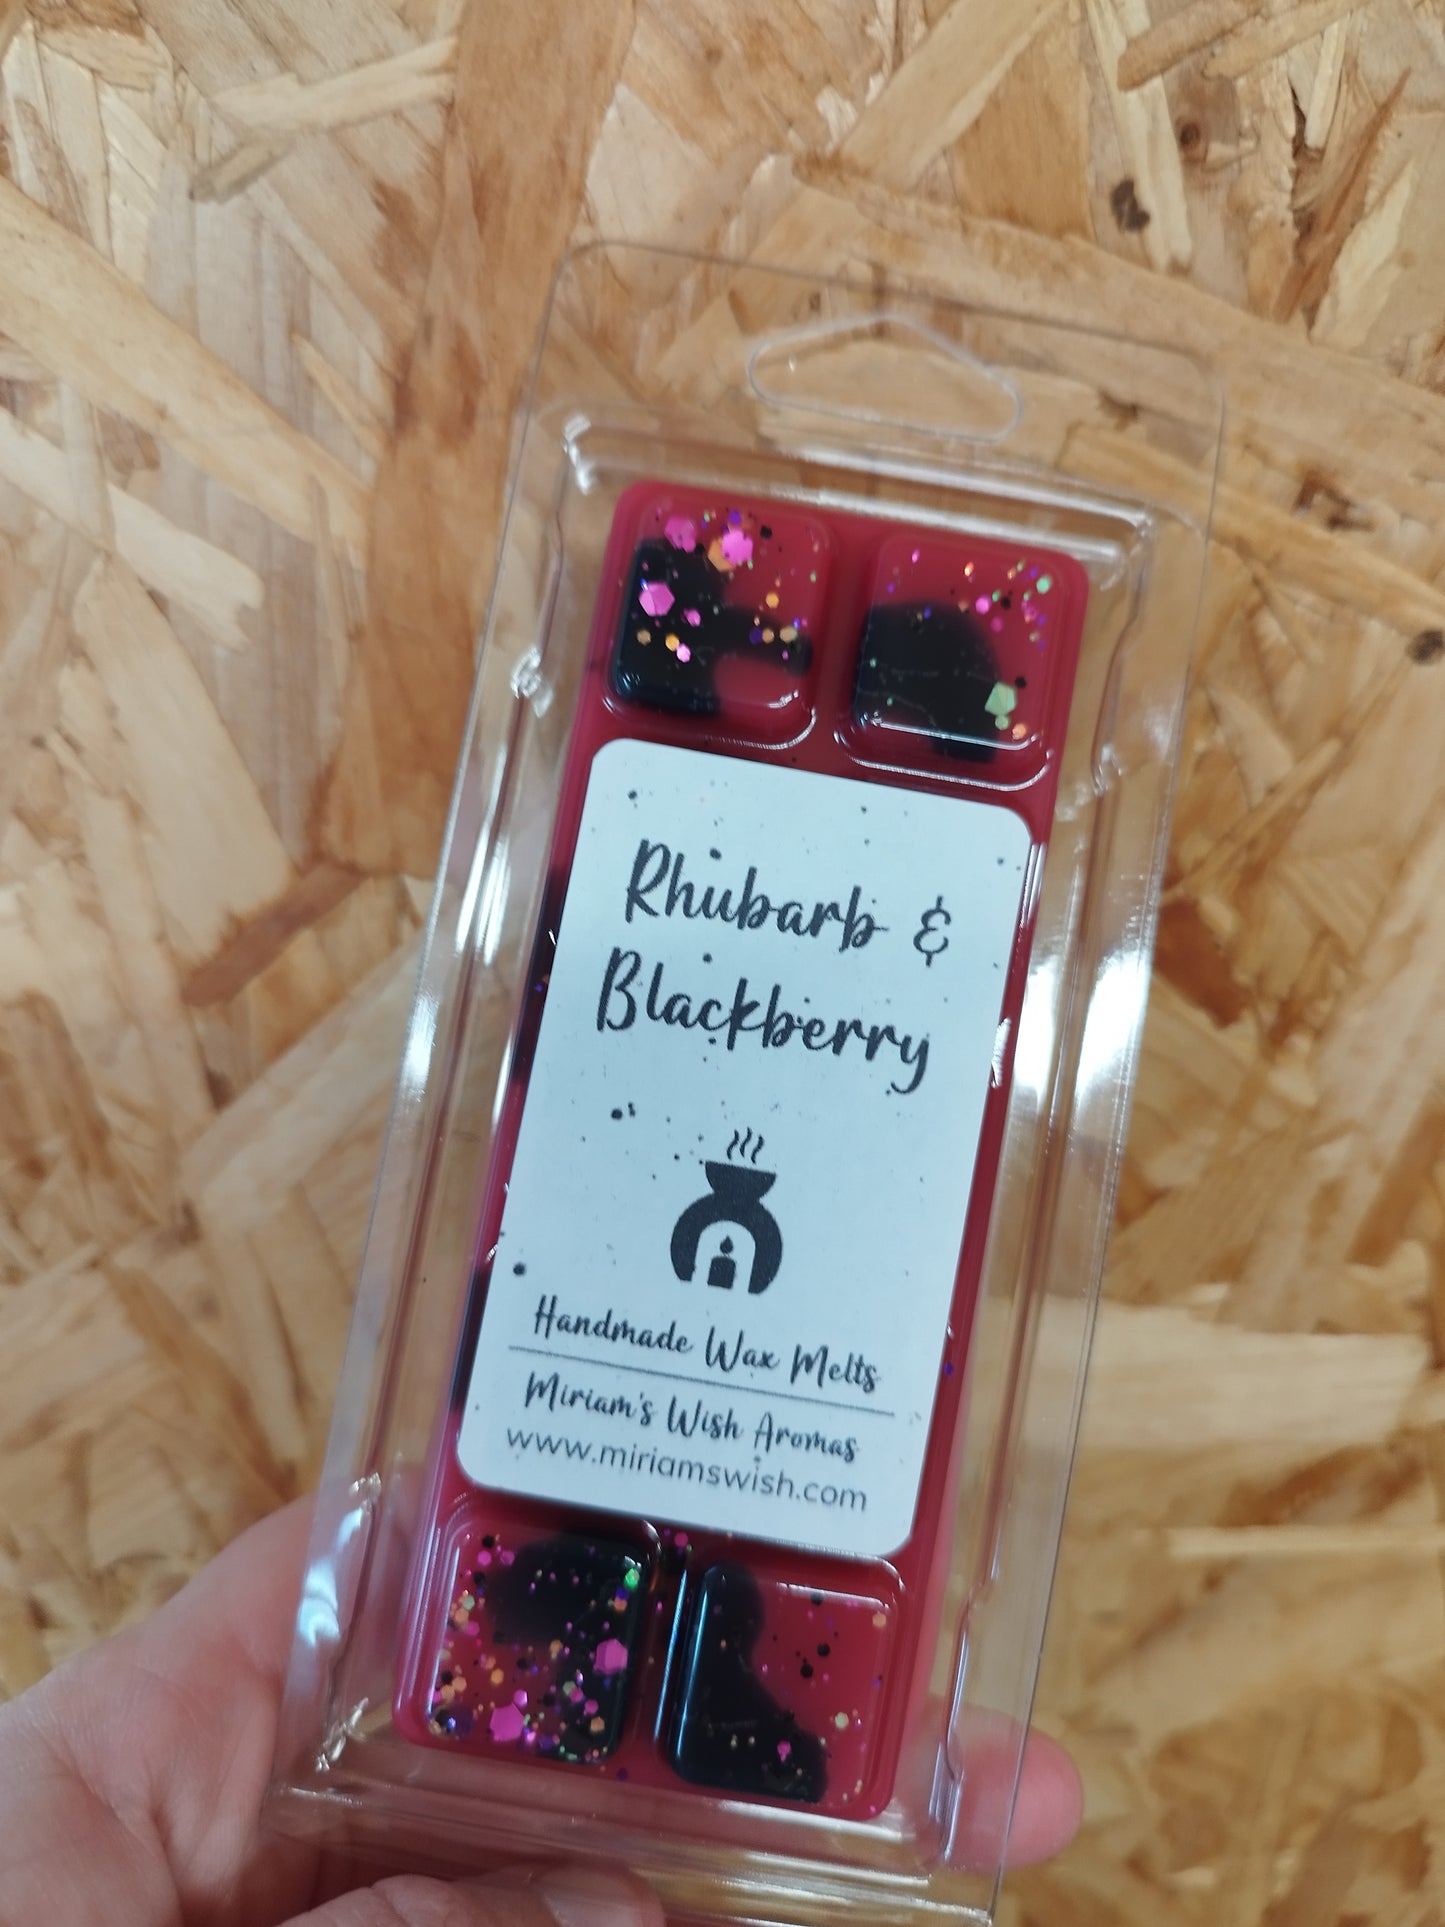 Rhubarb &
Blackberry
Handmade Wax Melts
Miriam's Wish Aromas
www.miriamswish.com